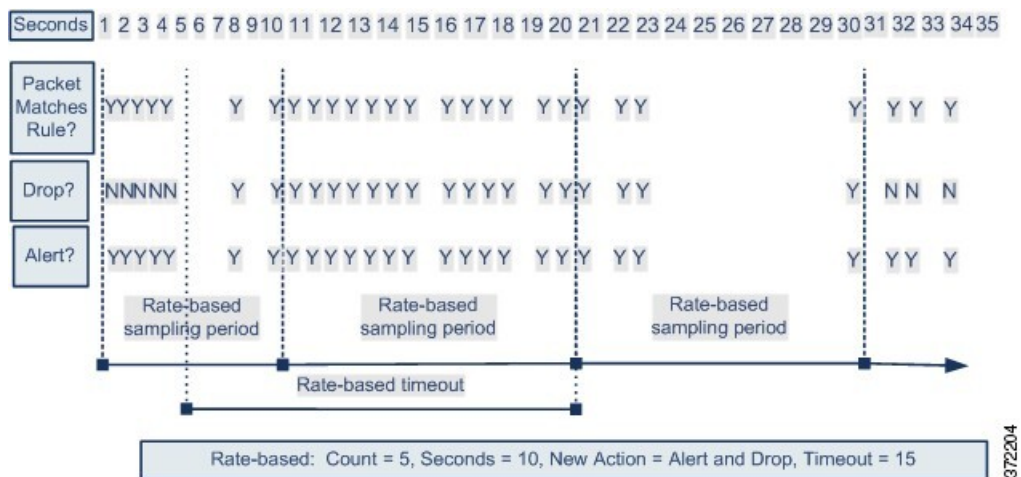 Seconds 1 2 3 4 5 6 7 8 9 10 11 12 13 14 15 16 17 18 19 20 21 22 23 24 25 26 27 28 29 30 31 32 33 34 35
Packet
Matches
Rule?
YYYYY Y Y Y Y Y Y Y Y Y Y Y Y Y Y Y Y Y Y Y Y Y Y
Drop?
NNNNN Y Y Y Y Y Y Y Y Y Y Y Y Y Y Y Y Y Y Y N N N
Alert?
YYYYY Y Y Y Y Y Y Y Y Y Y Y Y Y Y Y Y Y Y Y Y Y Y
Rate-based
sampling period
Rate-based
sampling period
Rate-based
sampling period
Rate-based timeout
Rate-based: Count = 5, Seconds = 10, New Action = Alert and Drop, Timeout = 15
372204